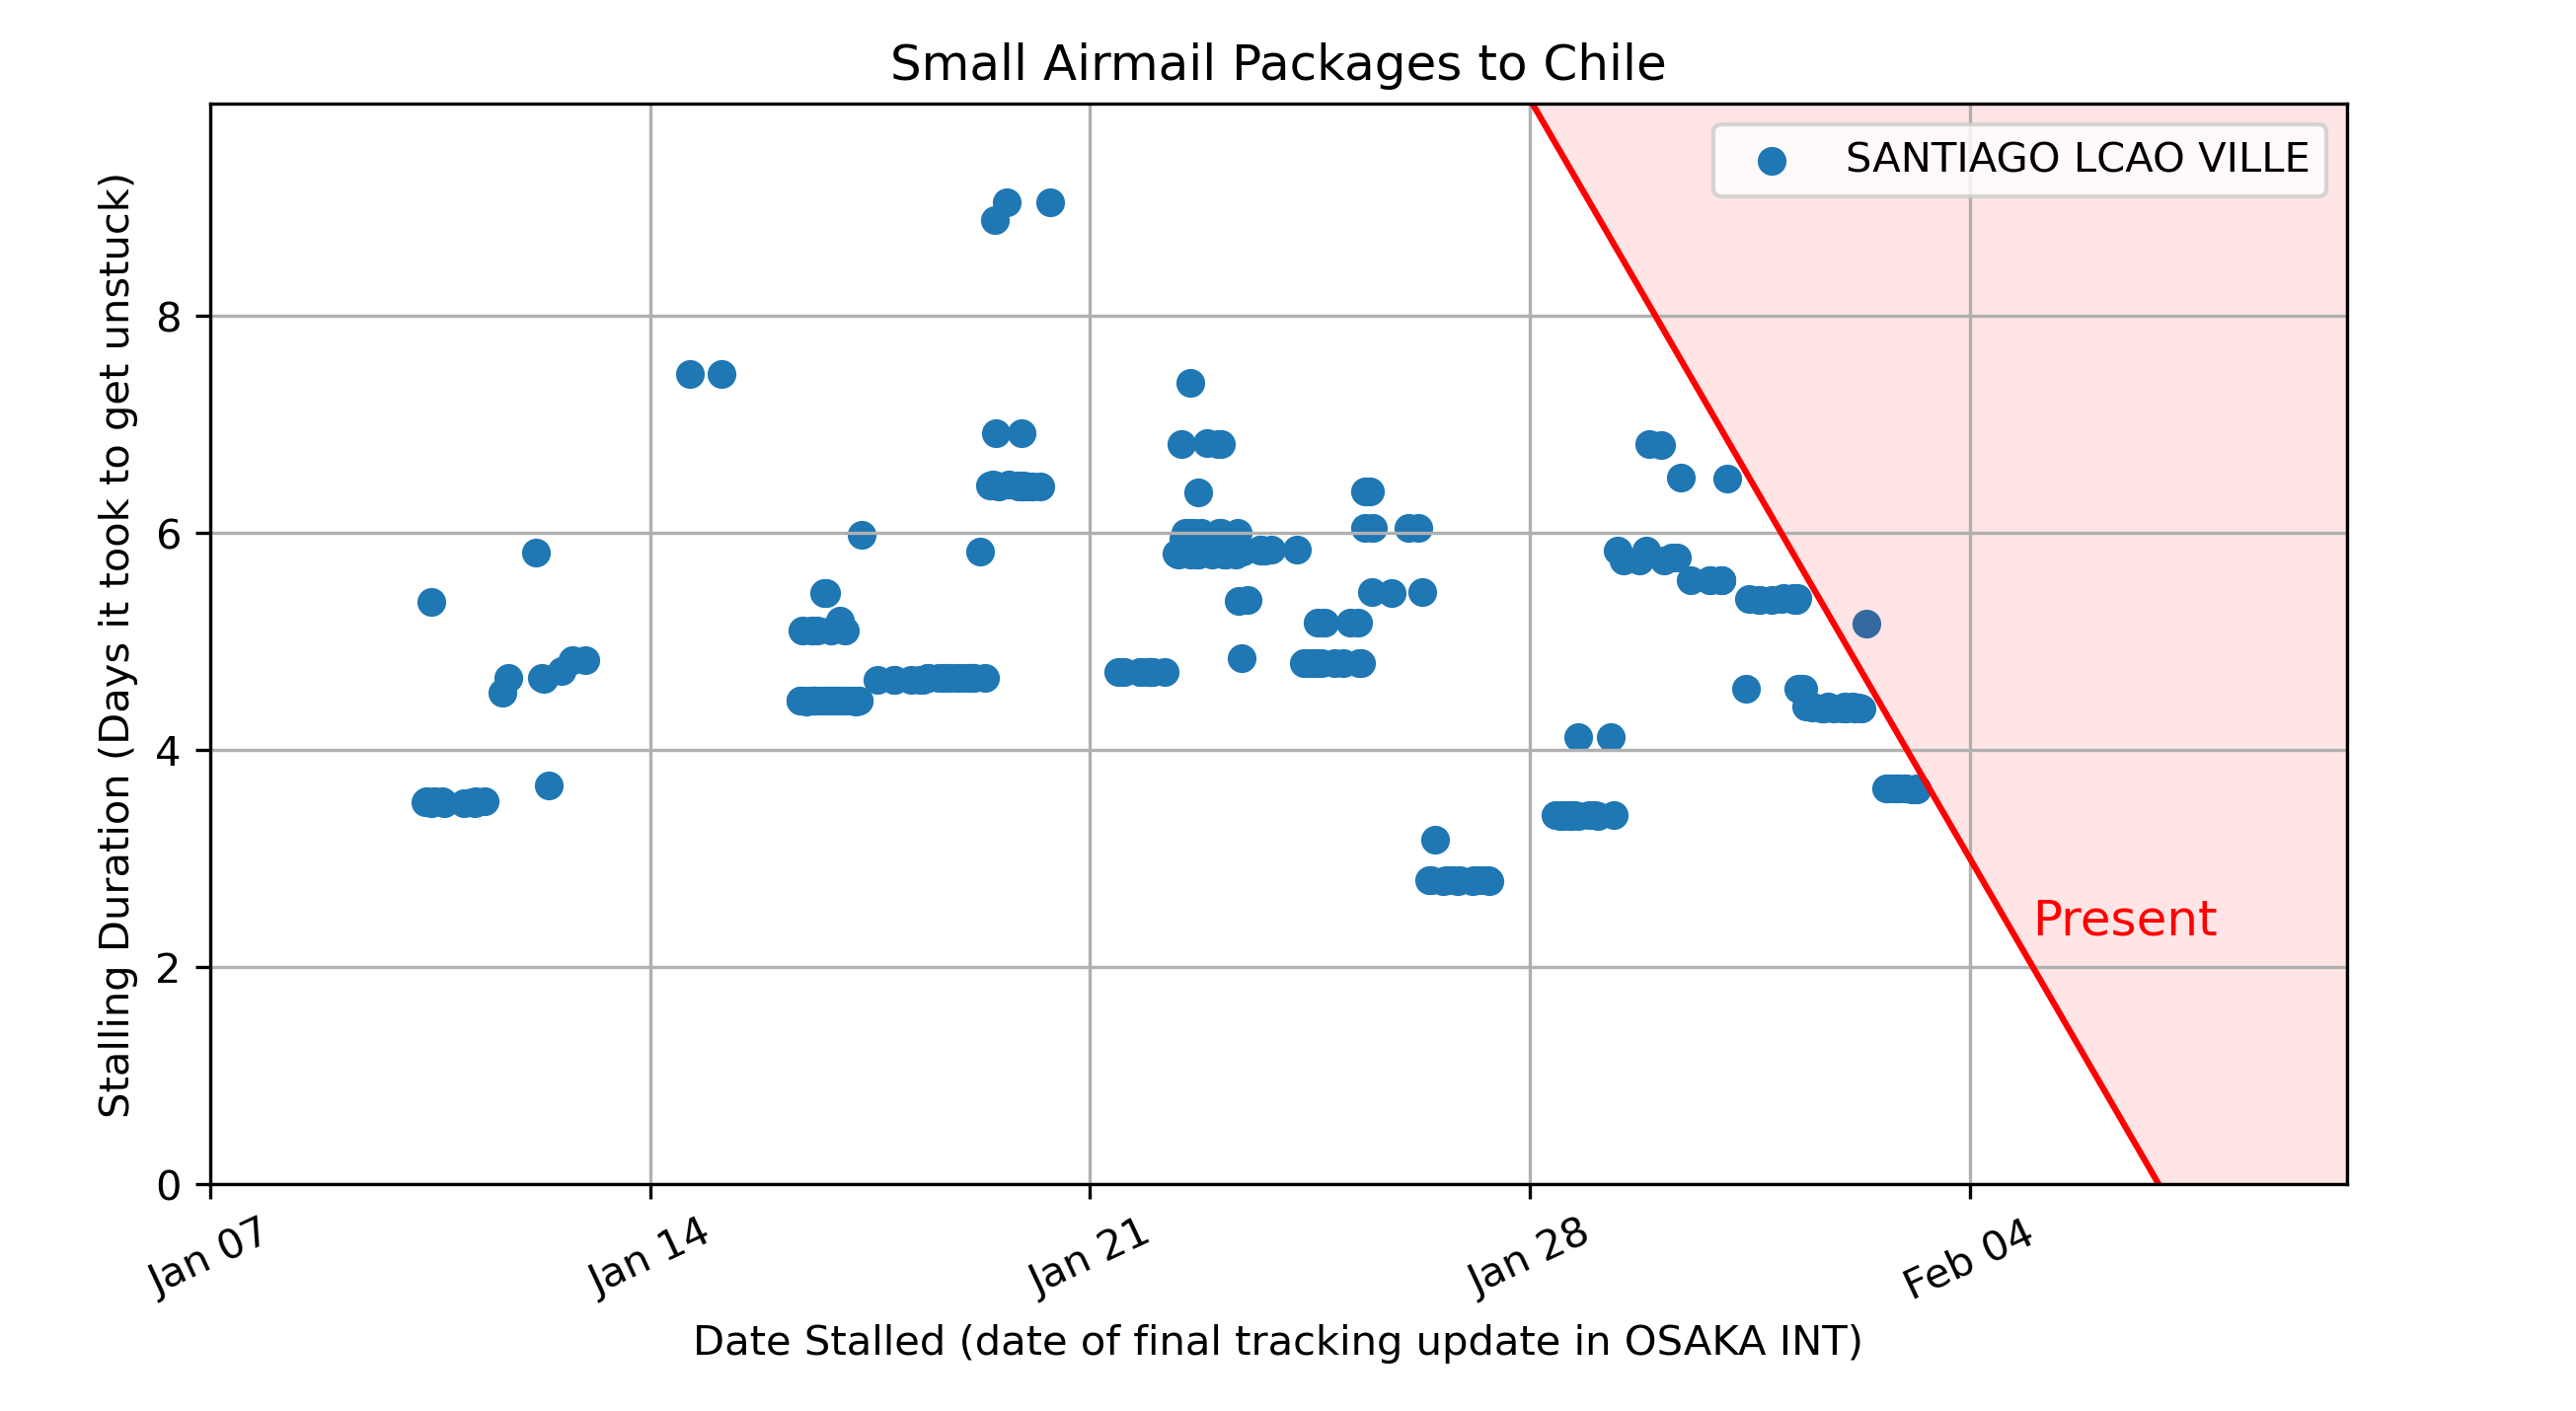 Small Airmail Packages to Chile
SANTIAGO LCAO VILLE
Stalling Duration (Days it took to get unstuck)
8
6
4
2
0
Present
Jan 07
Jan 14
Jan 21
Jan 28
Feb 04
Date Stalled (date of final tracking update in OSAKA INT)